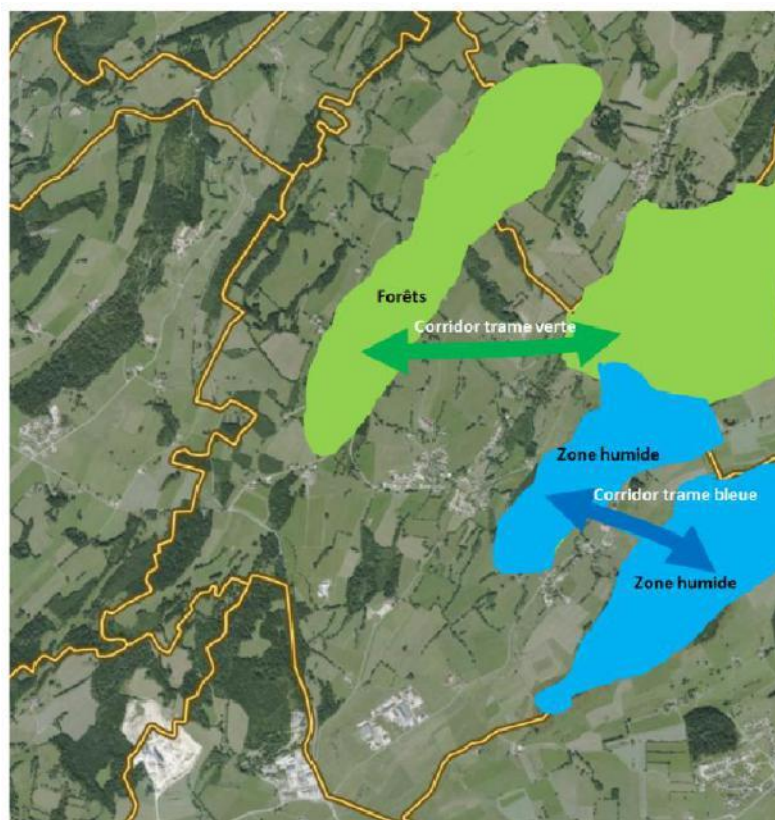 Forêts
Corridor trame verte
Zone humide
Corridor trame bleue
Zone humide